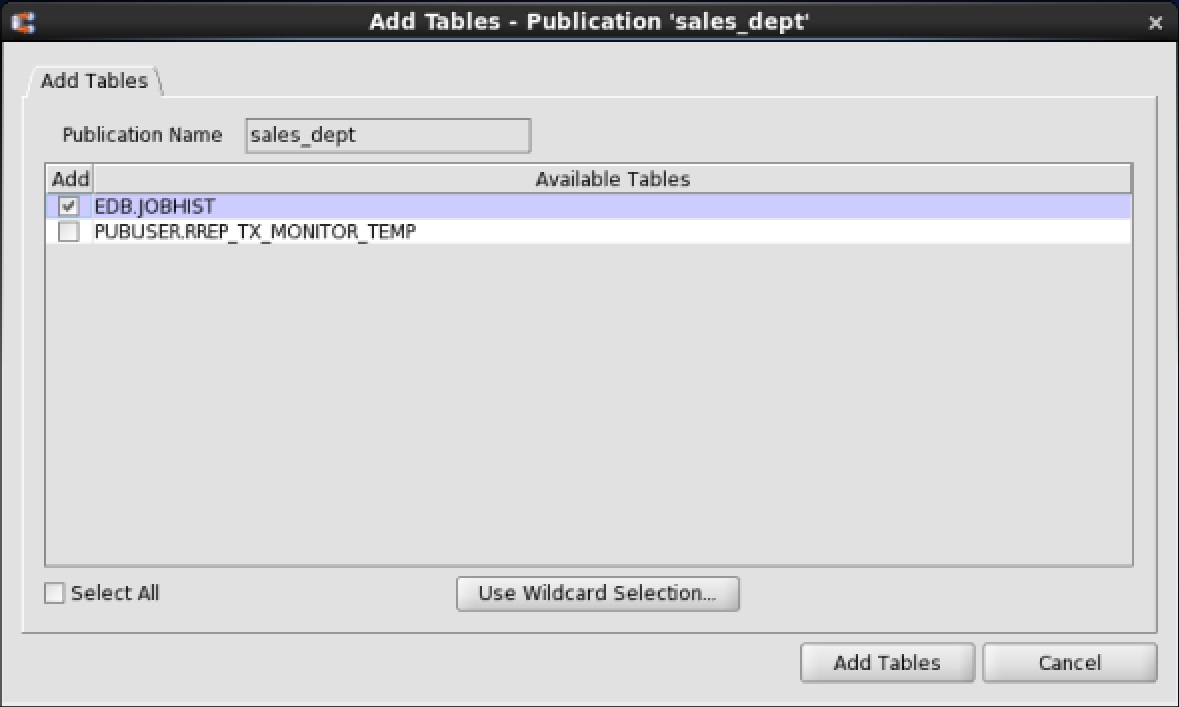 Add Tables - Publication 'sales_dept'
Add Tables
Publication Name sales_dept
Add Available Tables
EDB.JOBHIST
PUBUSER.RREP_TX_MONITOR_TEMP
Select All Use Wildcard Selection...
Add Tables Cancel